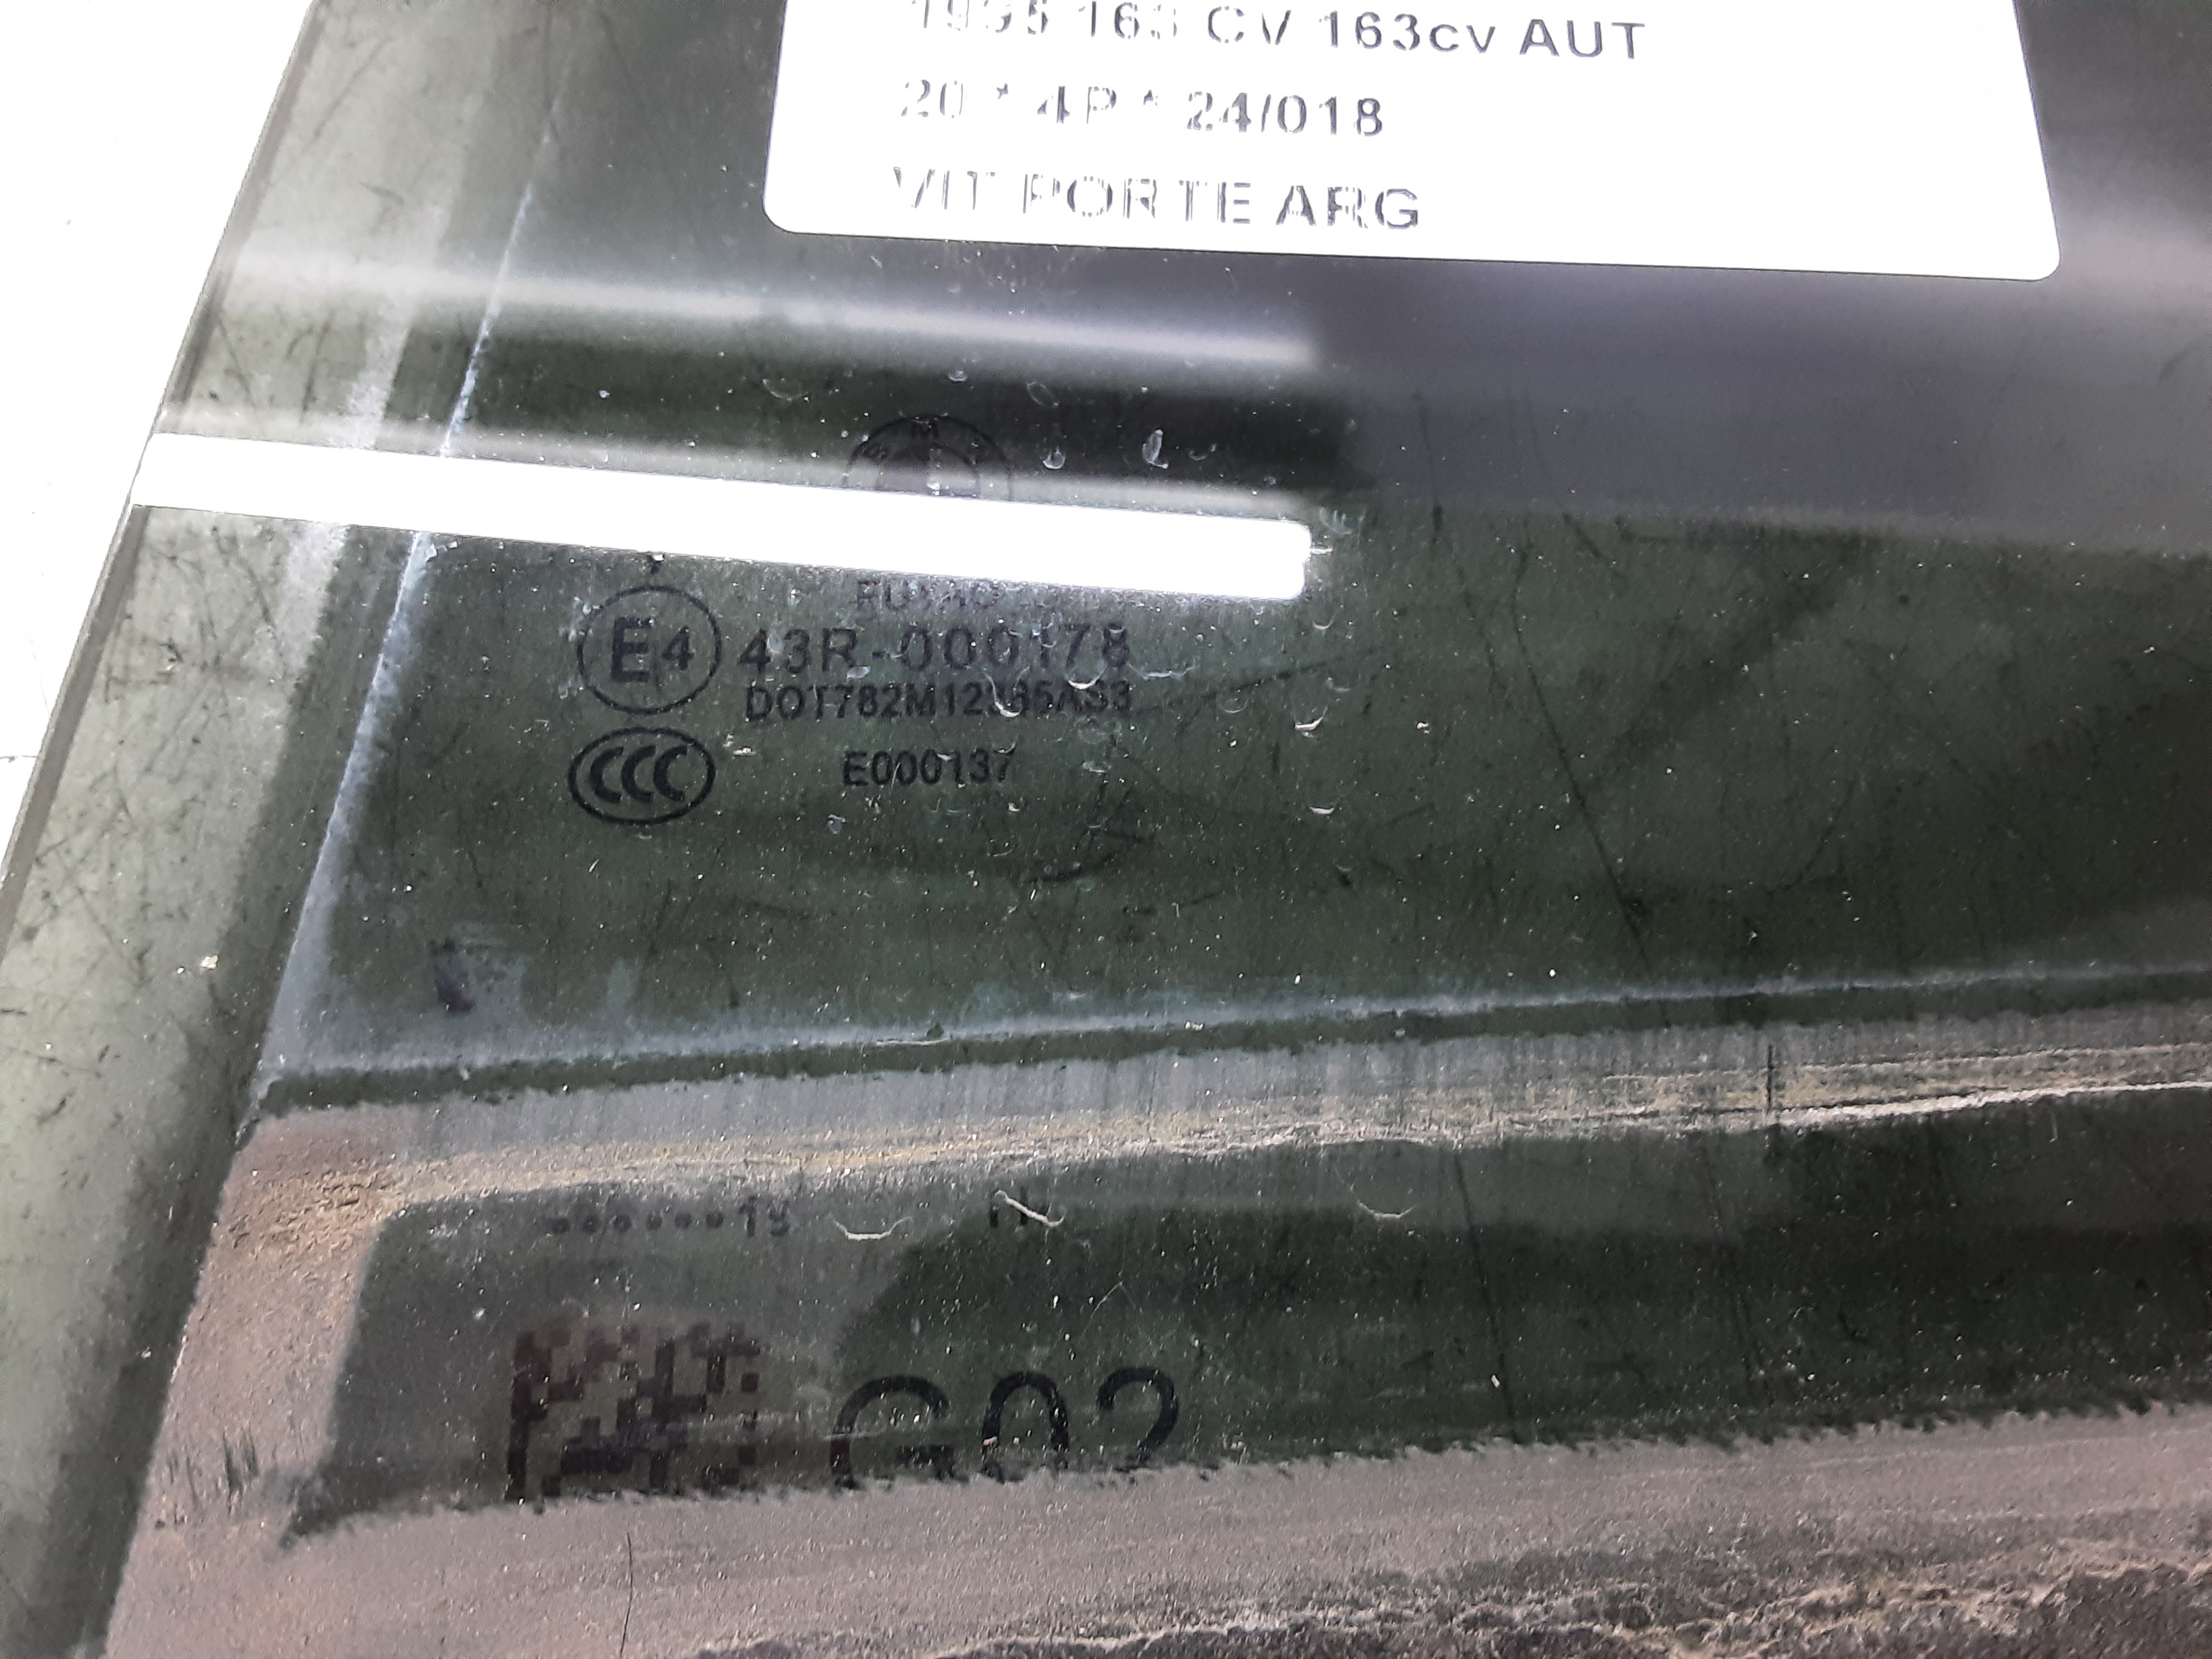 1995 163 CV 163cv AUT
20 * 4P * 24/018
VIT PORTE ARG
E4 43R-000178
CCC E000137
G02